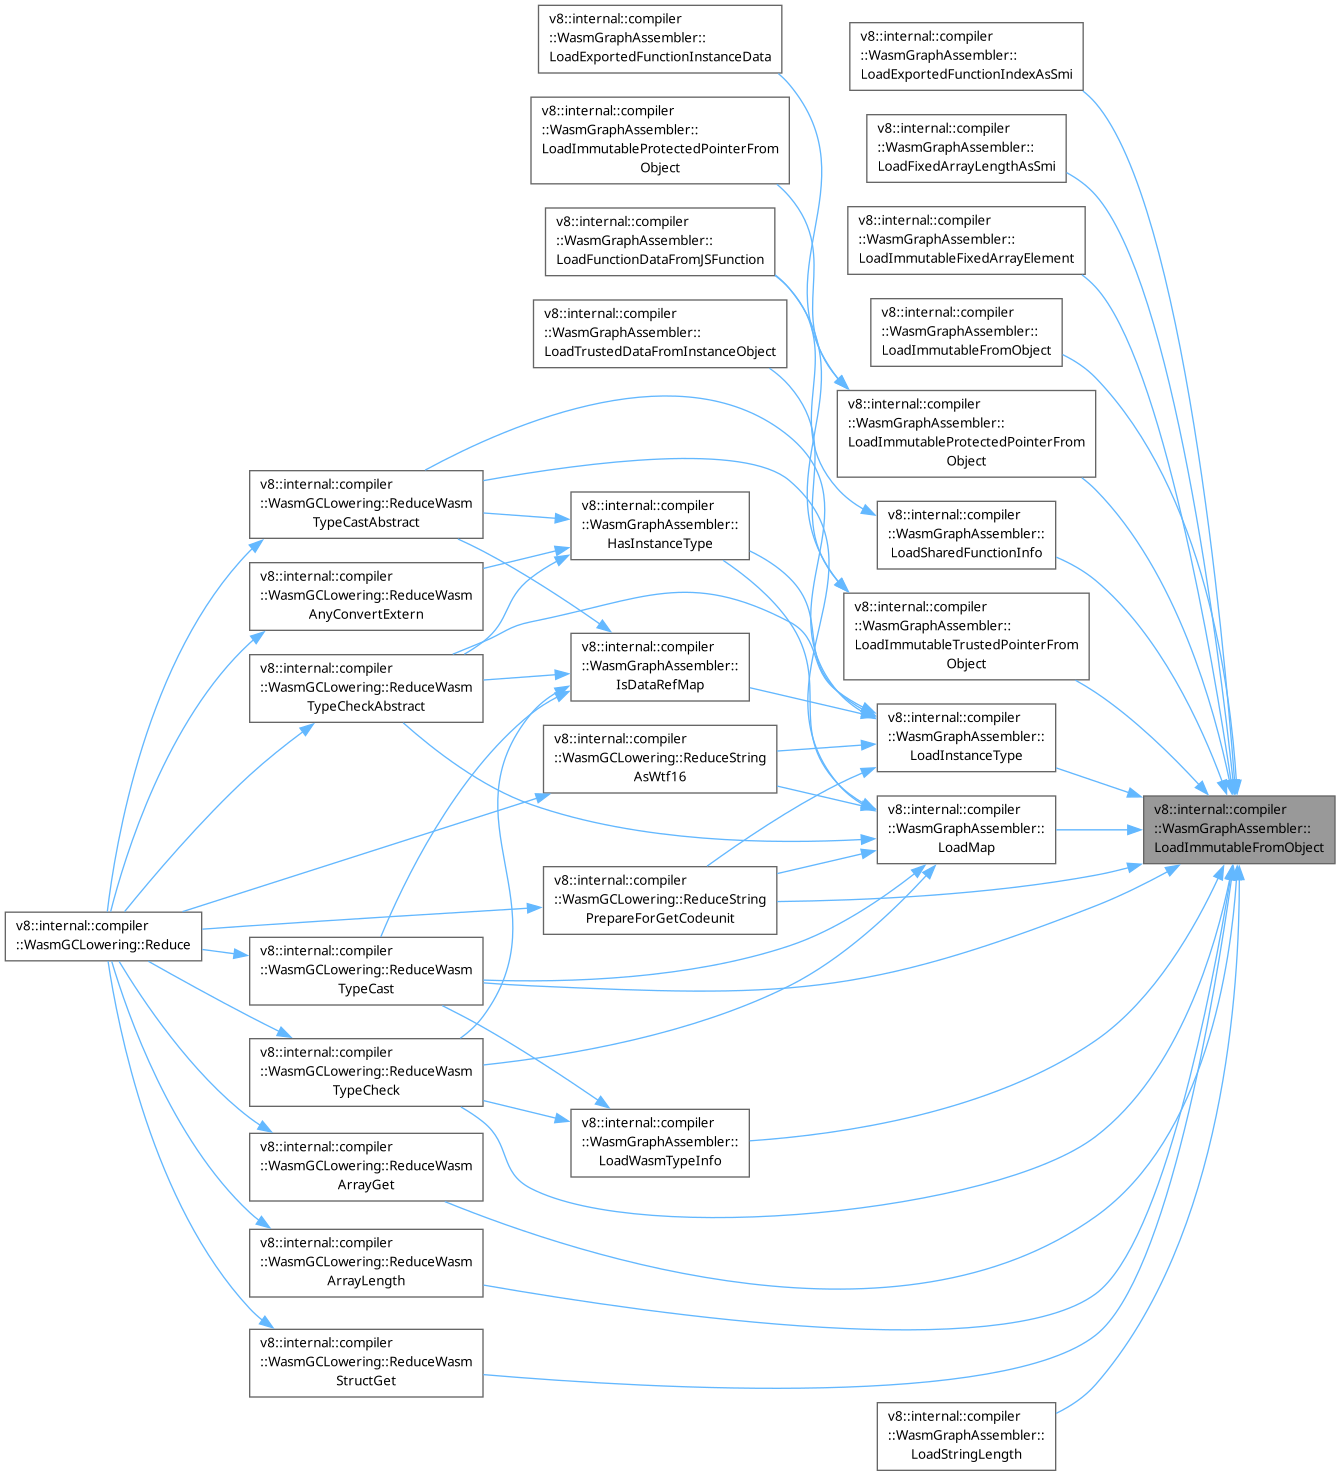 v8::internal::compiler
::WasmGraphAssembler::
LoadExportedFunctionInstanceData
v8::internal::compiler
::WasmGraphAssembler::
LoadExportedFunctionIndexAsSmi
v8::internal::compiler
::WasmGraphAssembler::
LoadImmutableProtectedPointerFrom
Object
v8::internal::compiler
::WasmGraphAssembler::
LoadFixedArrayLengthAsSmi
v8::internal::compiler
::WasmGraphAssembler::
LoadFunctionDataFromJSFunction
v8::internal::compiler
::WasmGraphAssembler::
LoadImmutableFixedArrayElement
v8::internal::compiler
::WasmGraphAssembler::
LoadTrustedDataFromInstanceObject
v8::internal::compiler
::WasmGraphAssembler::
LoadImmutableFromObject
v8::internal::compiler
::WasmGraphAssembler::
LoadImmutableProtectedPointerFrom
Object
v8::internal::compiler
::WasmGCLowering::ReduceWasm
TypeCastAbstract
v8::internal::compiler
::WasmGraphAssembler::
HasInstanceType
v8::internal::compiler
::WasmGraphAssembler::
LoadSharedFunctionInfo
v8::internal::compiler
::WasmGCLowering::ReduceWasm
AnyConvertExtern
v8::internal::compiler
::WasmGraphAssembler::
LoadImmutableTrustedPointerFrom
Object
v8::internal::compiler
::WasmGCLowering::ReduceWasm
TypeCheckAbstract
v8::internal::compiler
::WasmGraphAssembler::
IsDataRefMap
v8::internal::compiler
::WasmGraphAssembler::
LoadInstanceType
v8::internal::compiler
::WasmGCLowering::ReduceString
AsWtf16
v8::internal::compiler
::WasmGraphAssembler::
LoadMap
v8::internal::compiler
::WasmGraphAssembler::
LoadImmutableFromObject
v8::internal::compiler
::WasmGCLowering::ReduceString
PrepareForGetCodeunit
v8::internal::compiler
::WasmGCLowering::Reduce
v8::internal::compiler
::WasmGCLowering::ReduceWasm
TypeCast
v8::internal::compiler
::WasmGCLowering::ReduceWasm
TypeCheck
v8::internal::compiler
::WasmGraphAssembler::
LoadWasmTypeInfo
v8::internal::compiler
::WasmGCLowering::ReduceWasm
ArrayGet
v8::internal::compiler
::WasmGCLowering::ReduceWasm
ArrayLength
v8::internal::compiler
::WasmGCLowering::ReduceWasm
StructGet
v8::internal::compiler
::WasmGraphAssembler::
LoadStringLength